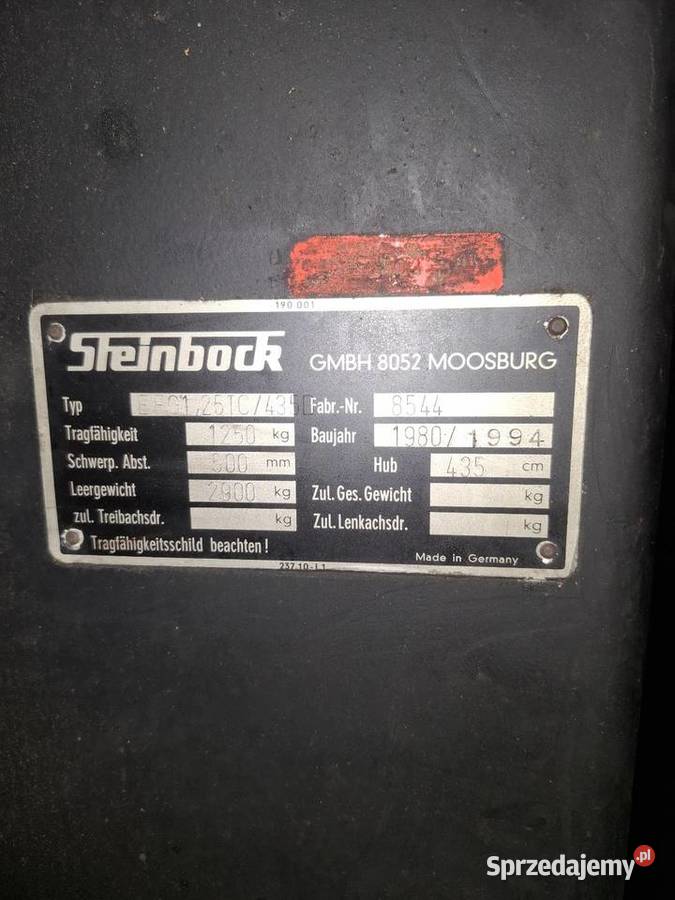 190 001
Steinbock GMBH 8052 MOOSBURG
Typ Fabr.-Nr. 8544
Tragfähigkeit 1250 kg Baujahr 1980/1994
Schwerp. Abst. mm Hub 435 cm
Leergewicht 2900 kg Zul. Ges. Gewicht kg
zul. Treibachsdr. kg Zul. Lenkachsdr. kg
Tragfähigkeitsschild beachten! Made in Germany
237.10-L1
Sprzedajemy.pl